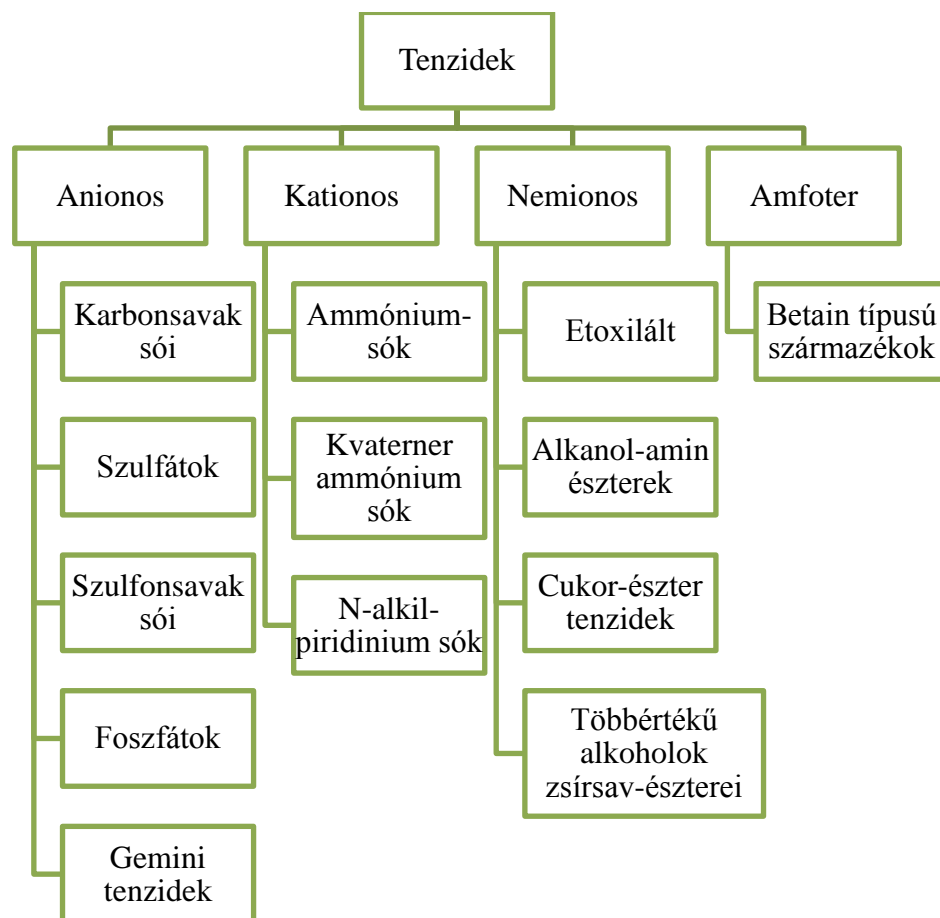 Tenzidek
Anionos
Kationos
Nemionos
Amfoter
Karbonsavak
sói
Szulfátok
Szulfonsavak
sói
Foszfátok
Gemini
tenzidek
Ammónium-
sók
Kvaterner
ammónium
sók
N-alkil-
piridinium sók
Etoxilált
Alkanol-amin
észterek
Cukor-észter
tenzidek
Többértékű
alkoholok
zsírsav-észterei
Betain típusú
származékok